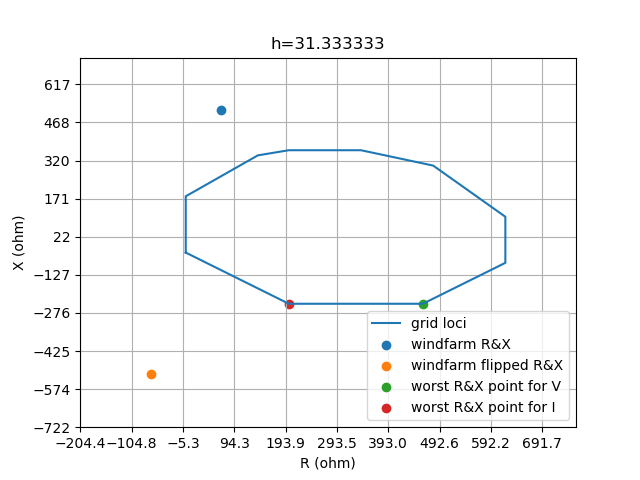 h=31.333333
617
468
320
171
22
−127
−276
−425
−574
−722
X (ohm)
−204.4
−104.8
−5.3
94.3
193.9
293.5
393.0
492.6
592.2
691.7
R (ohm)
grid loci
windfarm R&X
windfarm flipped R&X
worst R&X point for V
worst R&X point for I